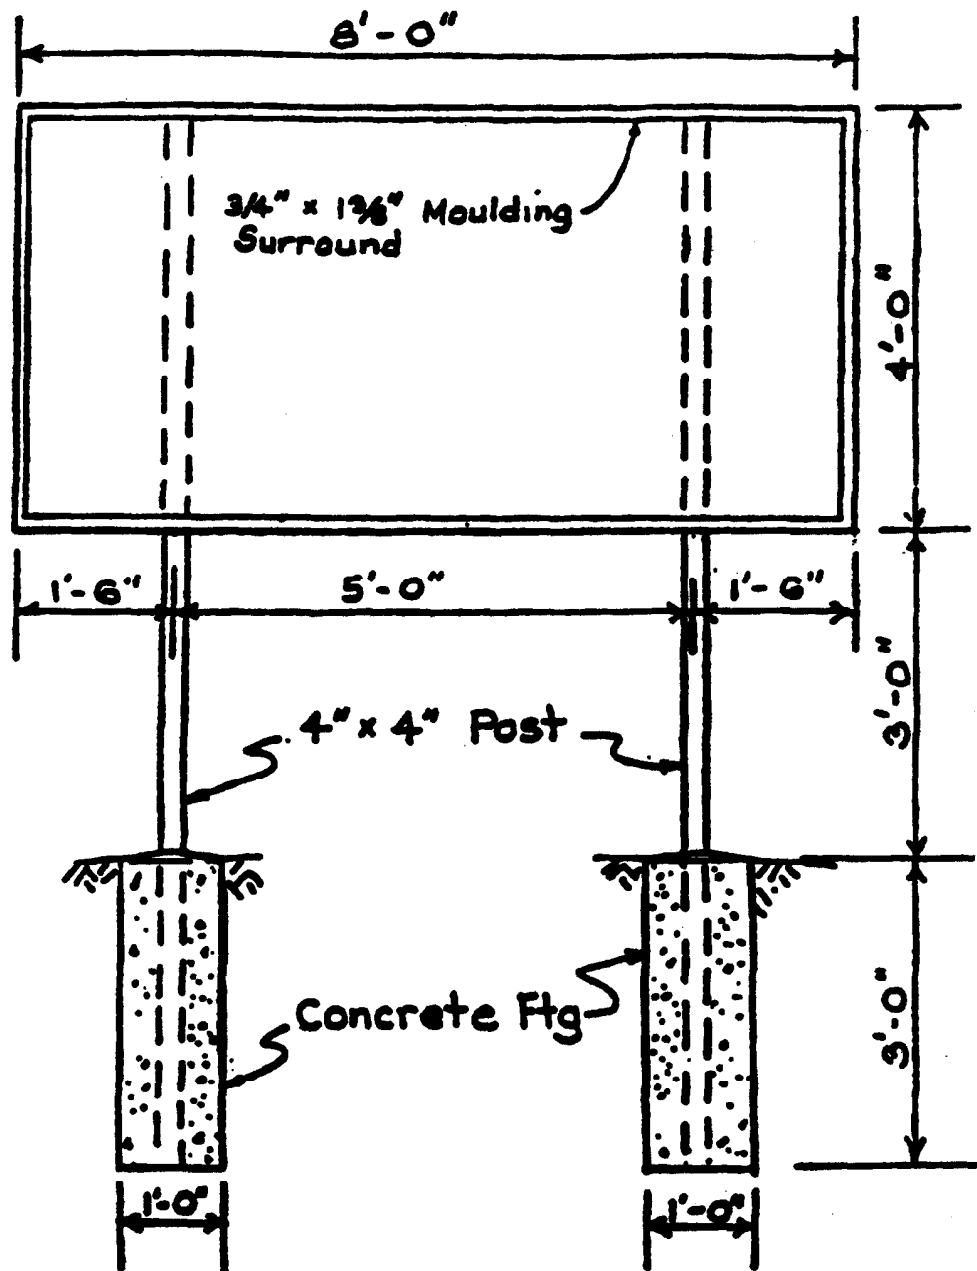 8'-0"
3/4" x 1 3/8" Moulding
Surround
4'-0"
1'-6"
5'-0"
1'-6"
3'-0"
4" x 4" Post
3'-0"
Concrete Ftg
1'-0"
1'-0"